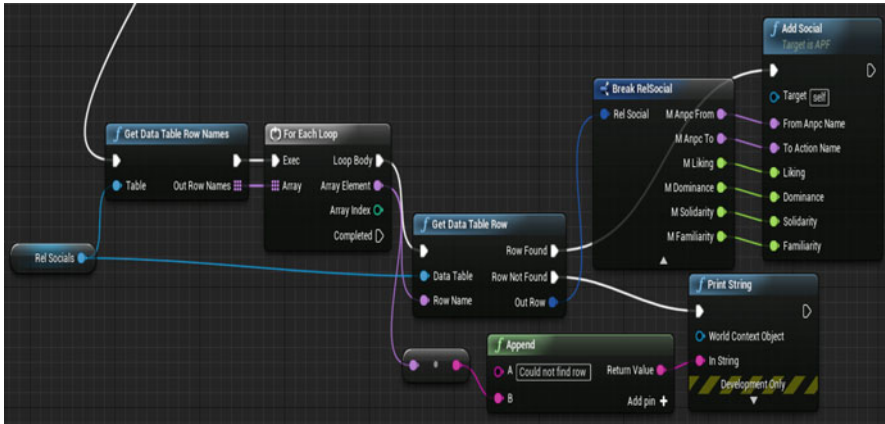 Add Social
Target is APF
Target self
From Anpc Name
To Action Name
Liking
Dominance
Solidarity
Familiarity
Break RelSocial
Rel Social M Anpc From
M Anpc To
M Liking
M Dominance
M Solidarity
M Familiarity
Get Data Table Row Names
Table Out Row Names
For Each Loop
Exec Loop Body
Array Array Element
Array Index
Completed
Rel Socials
Get Data Table Row
Row Found
Data Table Row Not Found
Row Name Out Row
Print String
World Context Object
In String
Development Only
Append
A Could not find row Return Value
B Add pin +